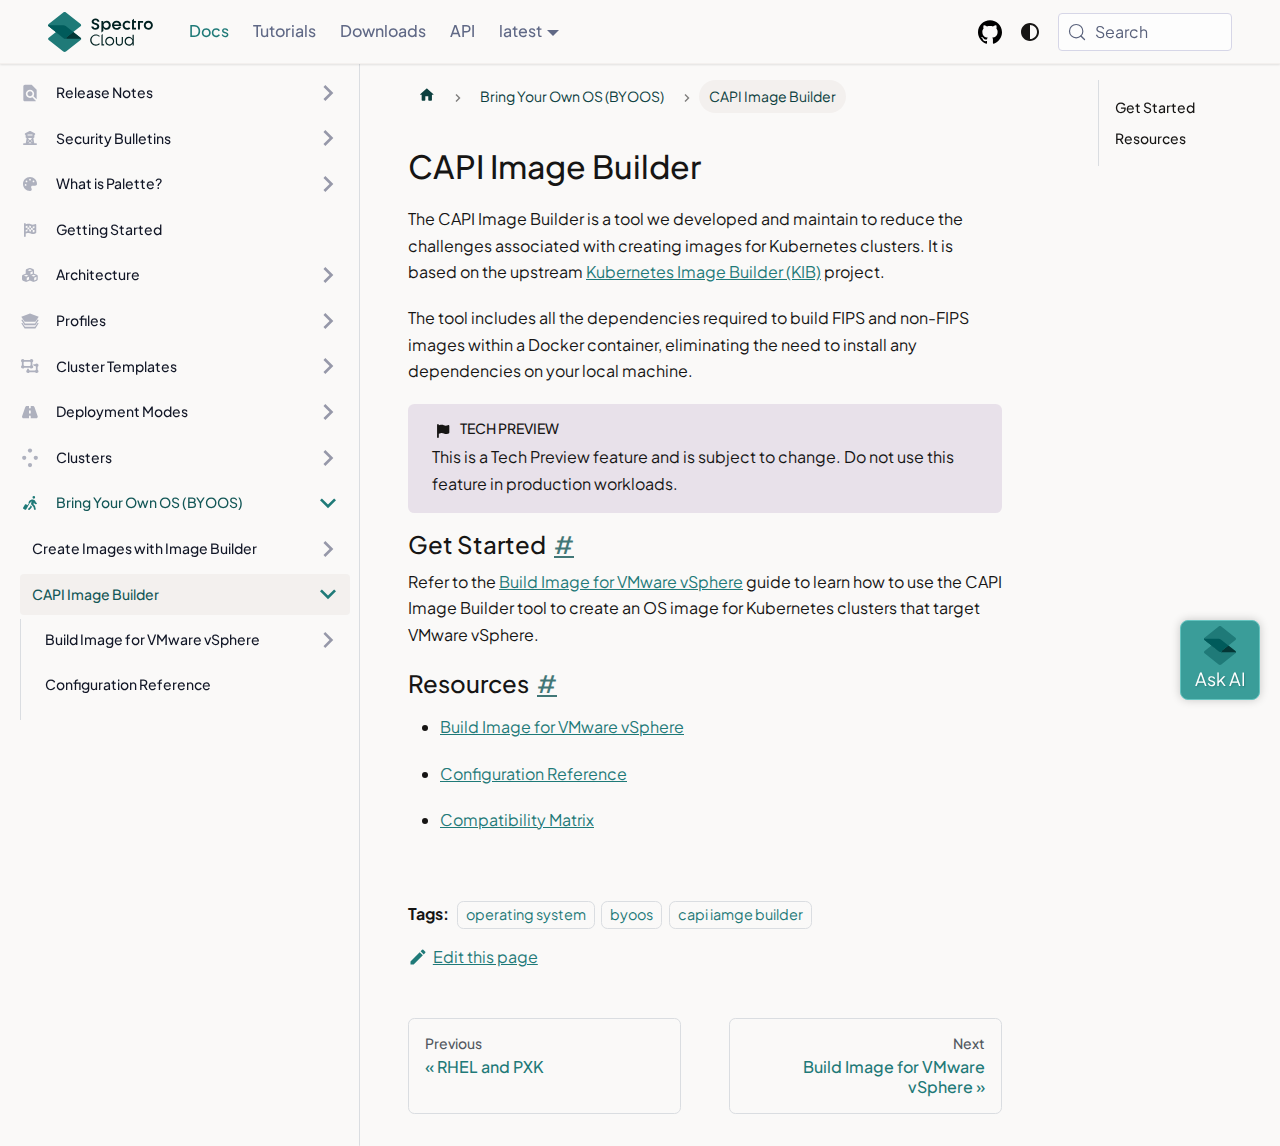 Spectro
Cloud
Docs
Tutorials
Downloads
API
latest
Search
Release Notes
Security Bulletins
What is Palette?
Getting Started
Architecture
Profiles
Cluster Templates
Deployment Modes
Clusters
Bring Your Own OS (BYOOS)
Create Images with Image Builder
CAPI Image Builder
Build Image for VMware vSphere
Configuration Reference
Bring Your Own OS (BYOOS)
CAPI Image Builder
CAPI Image Builder
The CAPI Image Builder is a tool we developed and maintain to reduce the
challenges associated with creating images for Kubernetes clusters. It is
based on the upstream Kubernetes Image Builder (KIB) project.
The tool includes all the dependencies required to build FIPS and non-FIPS
images within a Docker container, eliminating the need to install any
dependencies on your local machine.
TECH PREVIEW
This is a Tech Preview feature and is subject to change. Do not use this
feature in production workloads.
Get Started #
Refer to the Build Image for VMware vSphere guide to learn how to use the CAPI
Image Builder tool to create an OS image for Kubernetes clusters that target
VMware vSphere.
Resources #
Build Image for VMware vSphere
Configuration Reference
Compatibility Matrix
Tags: operating system byoos capi iamge builder
Edit this page
Previous
« RHEL and PXK
Next
Build Image for VMware
vSphere »
Get Started
Resources
Ask AI